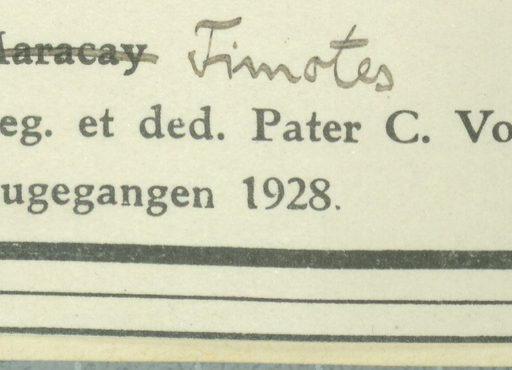 Maracay Timotes
eg. et ded. Pater C. Vo
ugegangen 1928.